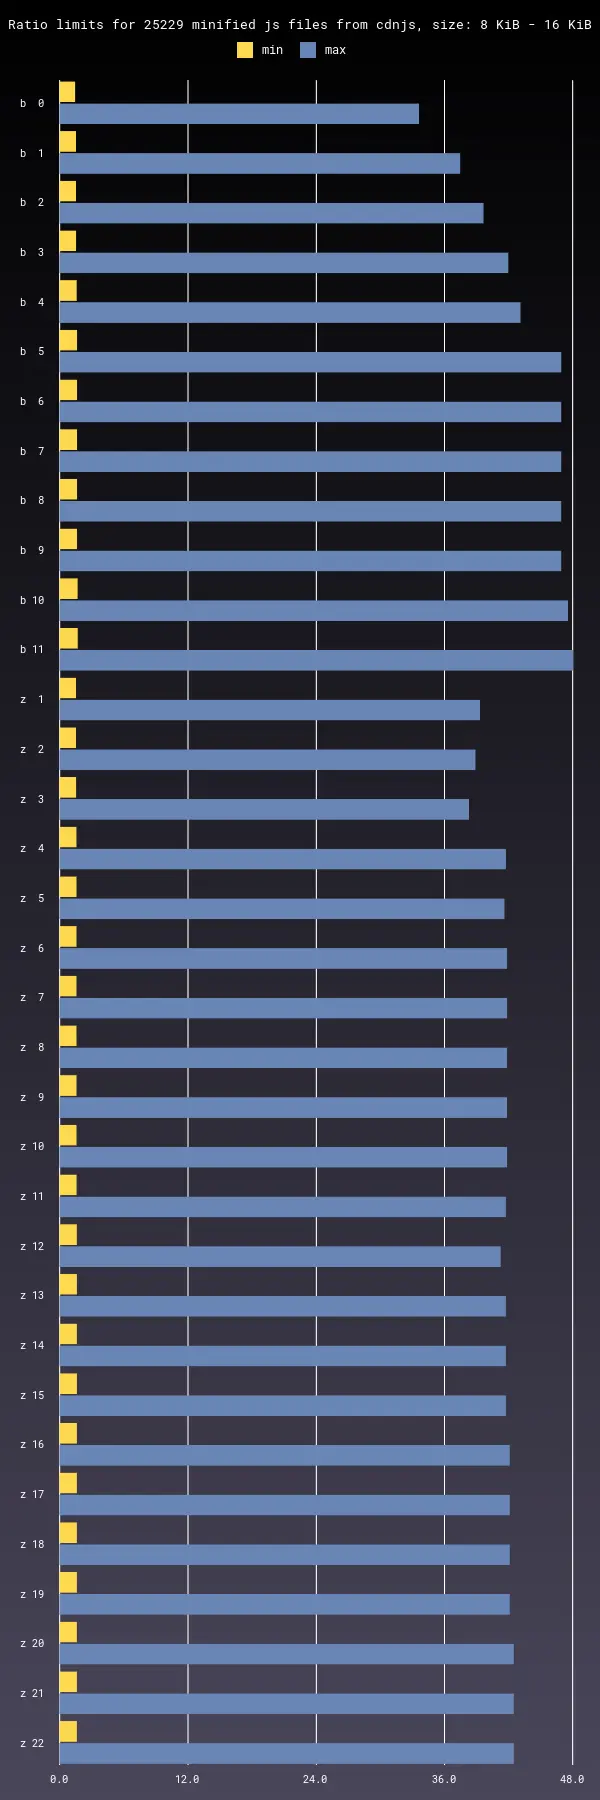 Ratio limits for 25229 minified js files from cdnjs, size: 8 KiB - 16 KiB
min max
b 0
b 1
b 2
b 3
b 4
b 5
b 6
b 7
b 8
b 9
b 10
b 11
z 1
z 2
z 3
z 4
z 5
z 6
z 7
z 8
z 9
z 10
z 11
z 12
z 13
z 14
z 15
z 16
z 17
z 18
z 19
z 20
z 21
z 22
0.0 12.0 24.0 36.0 48.0